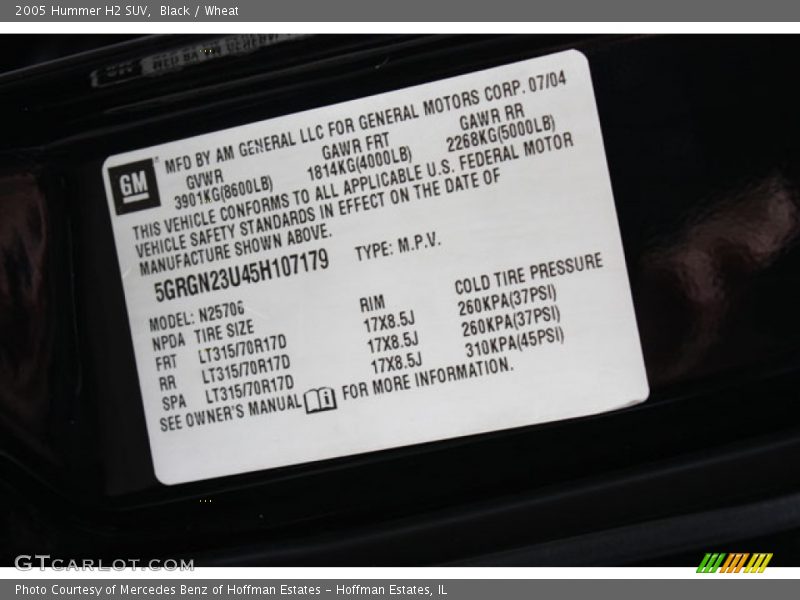 2005 Hummer H2 SUV, Black / Wheat
GM
MFD BY AM GENERAL LLC FOR GENERAL MOTORS CORP. 07/04
GVWR GAWR FRT GAWR RR
3901KG(8600LB) 1814KG(4000LB) 2268KG(5000LB)
THIS VEHICLE CONFORMS TO ALL APPLICABLE U.S. FEDERAL MOTOR
VEHICLE SAFETY STANDARDS IN EFFECT ON THE DATE OF
MANUFACTURE SHOWN ABOVE.
5GRGN23U45H107179 TYPE: M.P.V.
MODEL: N25706
NPDA TIRE SIZE RIM COLD TIRE PRESSURE
FRT LT315/70R17D 17X8.5J 260KPA(37PSI)
RR LT315/70R17D 17X8.5J 260KPA(37PSI)
SPA LT315/70R17D 17X8.5J 310KPA(45PSI)
SEE OWNER'S MANUAL FOR MORE INFORMATION.
GTCARLOT.COM
Photo Courtesy of Mercedes Benz of Hoffman Estates - Hoffman Estates, IL